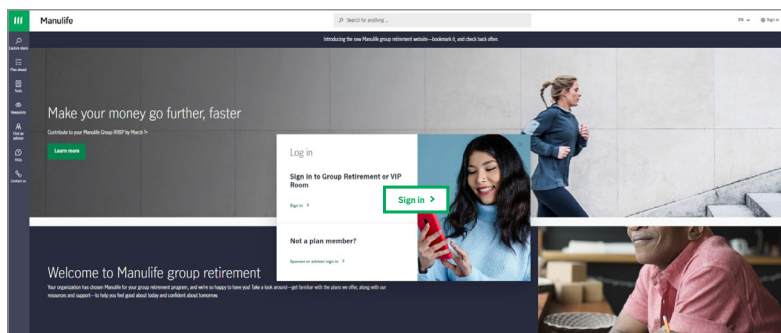 Manulife
Search for anything ...
EN
Sign in
Introducing the new Manulife group retirement website—bookmark it, and check back often.
Explore plans
Plan ahead
Tools
Viewpoints
Find an
advisor
FAQs
Contact us
Make your money go further, faster
Contribute to your Manulife Group RRSP by March >
Learn more
Log in
Sign in to Group Retirement or VIP
Room
Sign in >
Sign in >
Not a plan member?
Sponsor or advisor sign in >
Welcome to Manulife group retirement
Your organization has chosen Manulife for your group retirement program, and we're so happy to have you! Take a look around—get familiar with the plans we offer, along with our
resources and support—to help you feel good about today and confident about tomorrow.